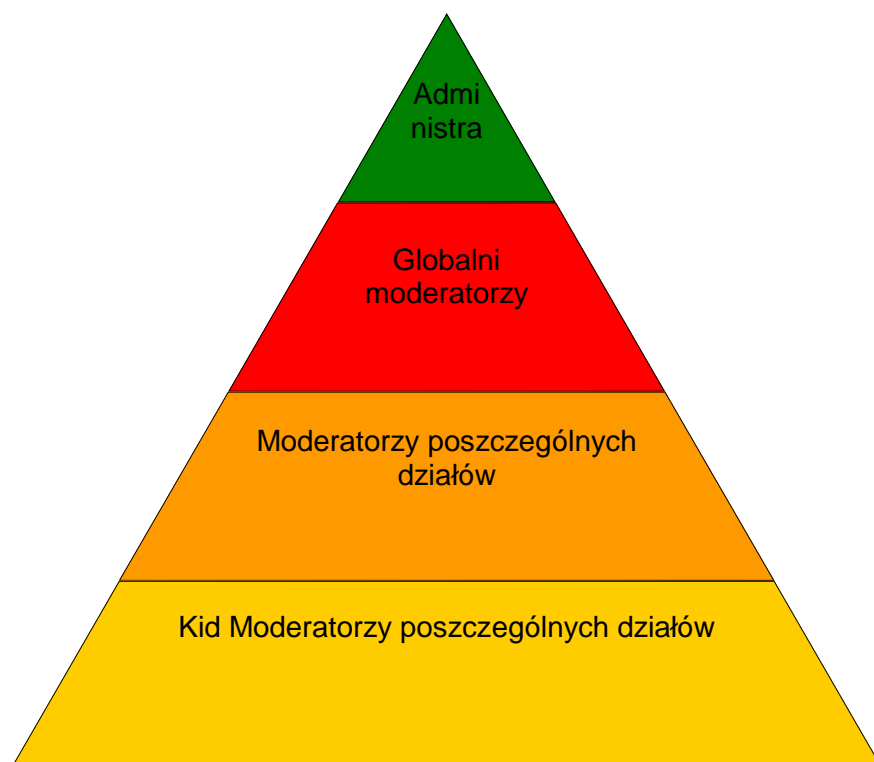 Admi
nistra
Globalni
moderatorzy
Moderatorzy poszczególnych
działów
Kid Moderatorzy poszczególnych działów